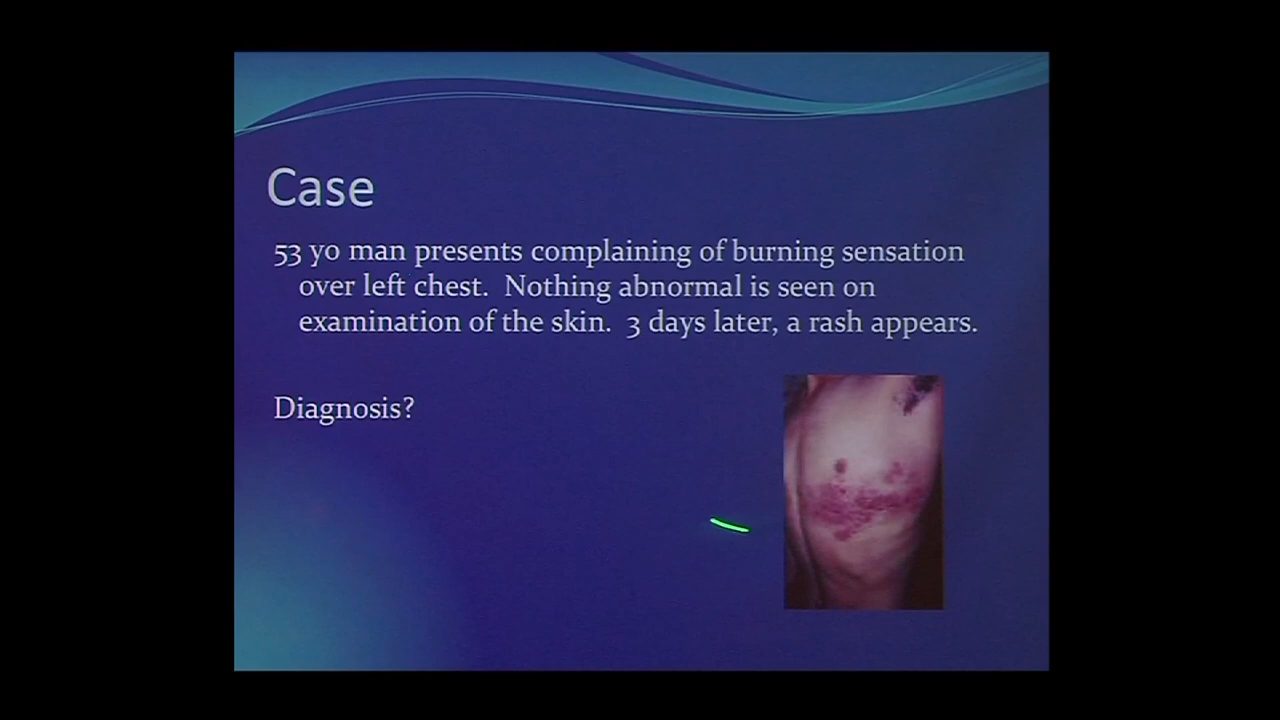 Case
53 yo man presents complaining of burning sensation
over left chest. Nothing abnormal is seen on
examination of the skin. 3 days later, a rash appears.
Diagnosis?